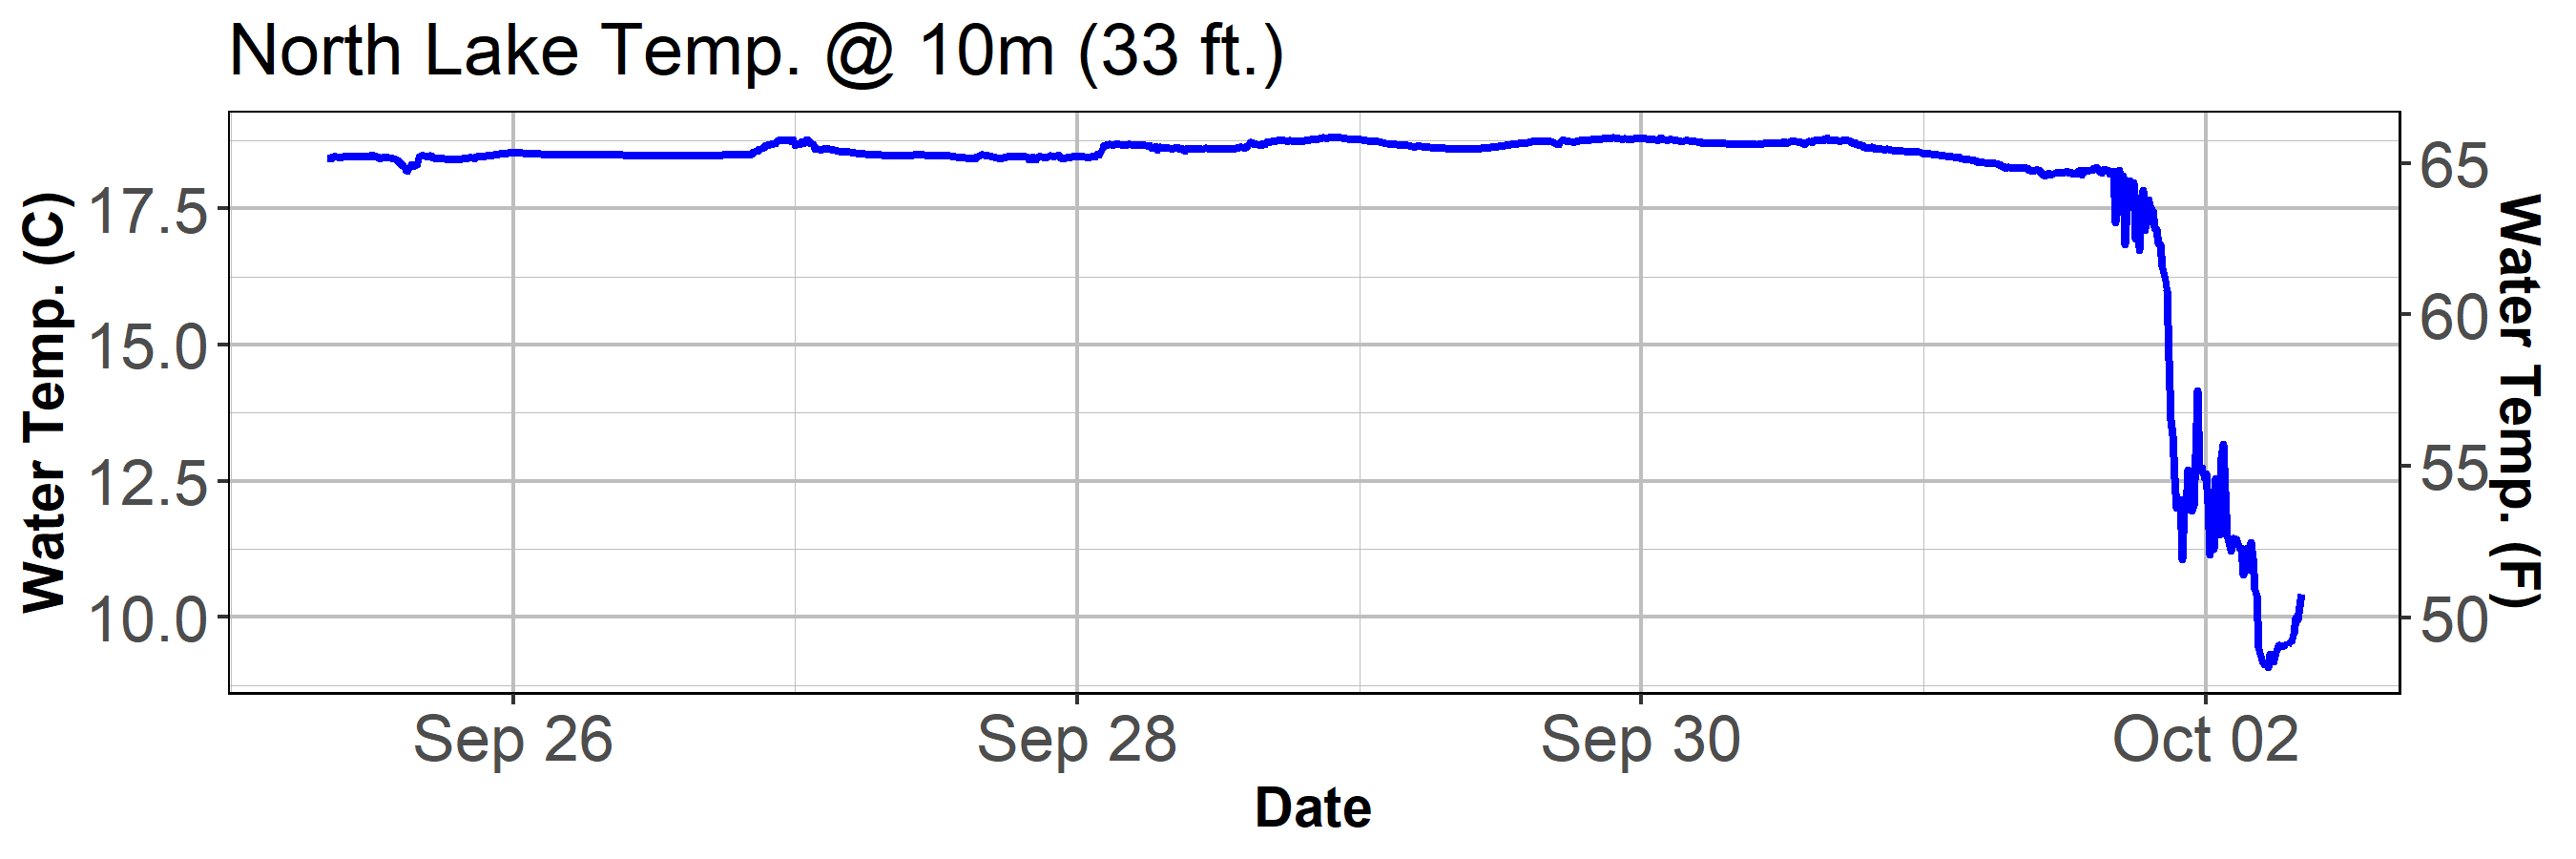 North Lake Temp. @ 10m (33 ft.)
Water Temp. (C)
17.5
15.0
12.5
10.0
65
60
55
50
Water Temp. (F)
Sep 26
Sep 28
Sep 30
Oct 02
Date